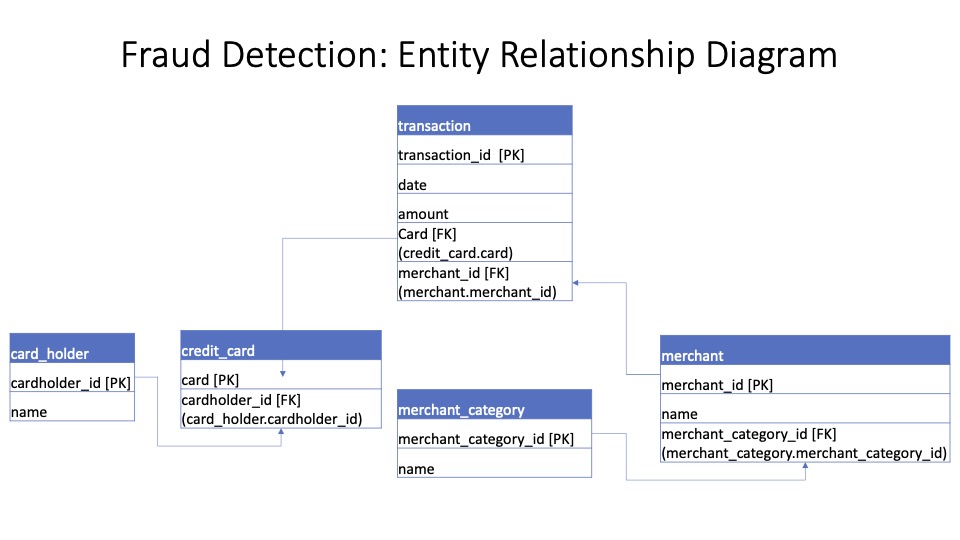 Fraud Detection: Entity Relationship Diagram
transaction
transaction_id [PK]
date
amount
Card [FK]
(credit_card.card)
merchant_id [FK]
(merchant.merchant_id)
card_holder
cardholder_id [PK]
name
credit_card
card [PK]
cardholder_id [FK]
(card_holder.cardholder_id)
merchant_category
merchant_category_id [PK]
name
merchant
merchant_id [PK]
name
merchant_category_id [FK]
(merchant_category.merchant_category_id)